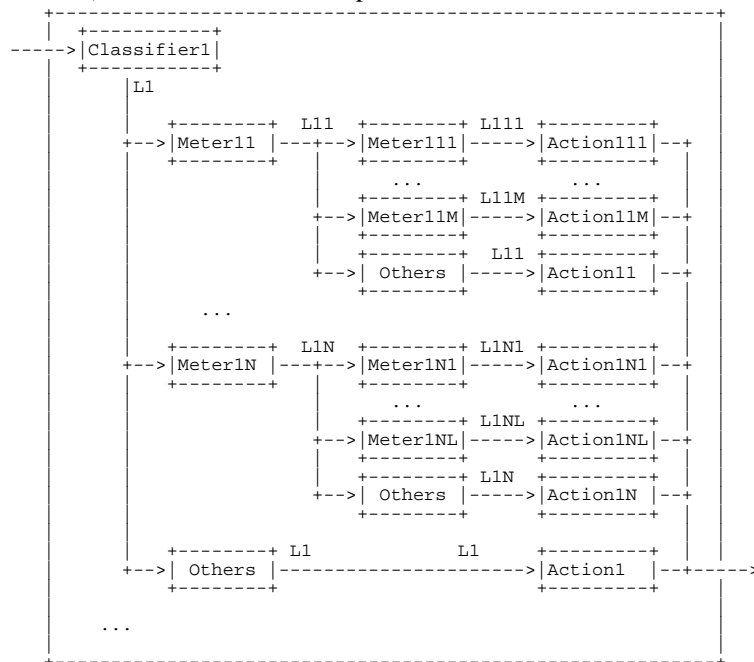 ----->|Classifier1|
|L1
L11 L111
+-->|Meter11 |---+-->|Meter111|----->|Action111|--+
... ...
L11M
+-->|Meter11M|----->|Action11M|--+
L11
+-->| Others |----->|Action11 |--+
...
L1N L1N1
+-->|Meter1N |---+-->|Meter1N1|----->|Action1N1|--+
... ...
L1NL
+-->|Meter1NL|----->|Action1NL|--+
L1N
+-->| Others |----->|Action1N |--+
L1 L1
+-->| Others |---------------------------->|Action1 |--+------>
...